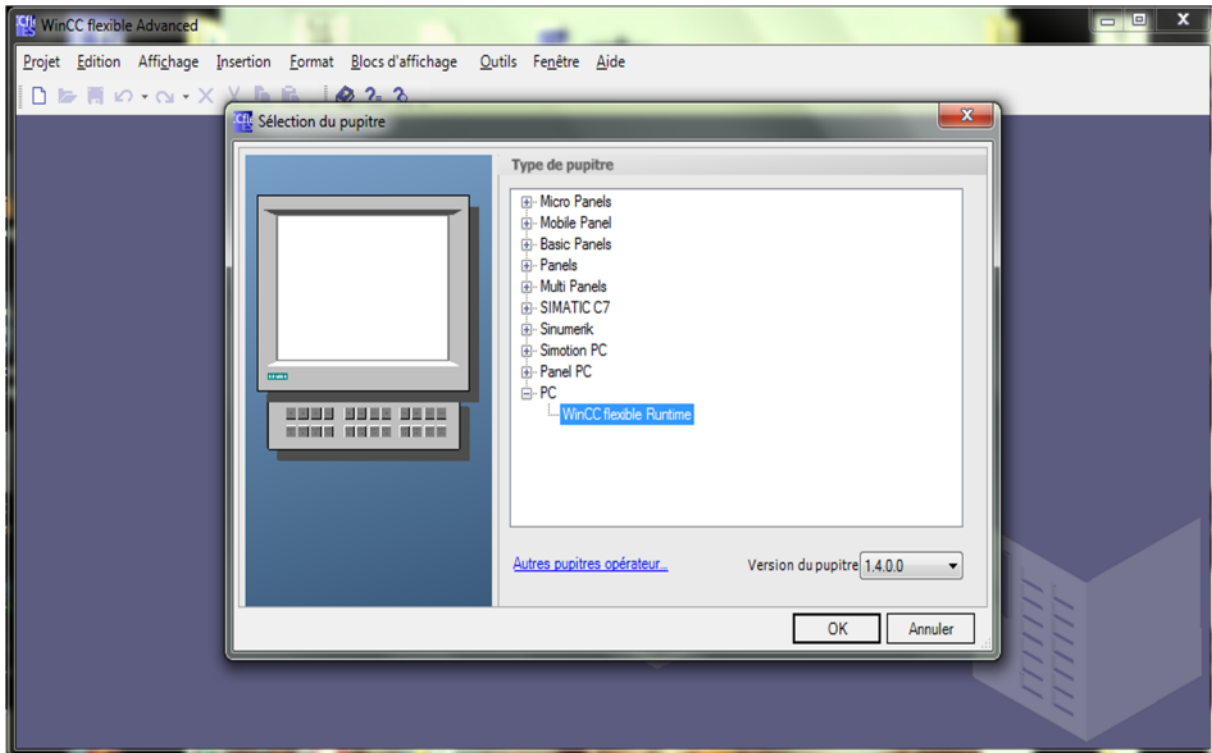 WinCC flexible Advanced
Projet Edition Affichage Insertion Format Blocs d'affichage Outils Fenêtre Aide
Sélection du pupitre
Type de pupitre
Micro Panels
Mobile Panel
Basic Panels
Panels
Multi Panels
SIMATIC C7
Sinumerik
Simotion PC
Panel PC
PC
WinCC flexible Runtime
Autres pupitres opérateur... Version du pupitre 1.4.0.0
OK Annuler